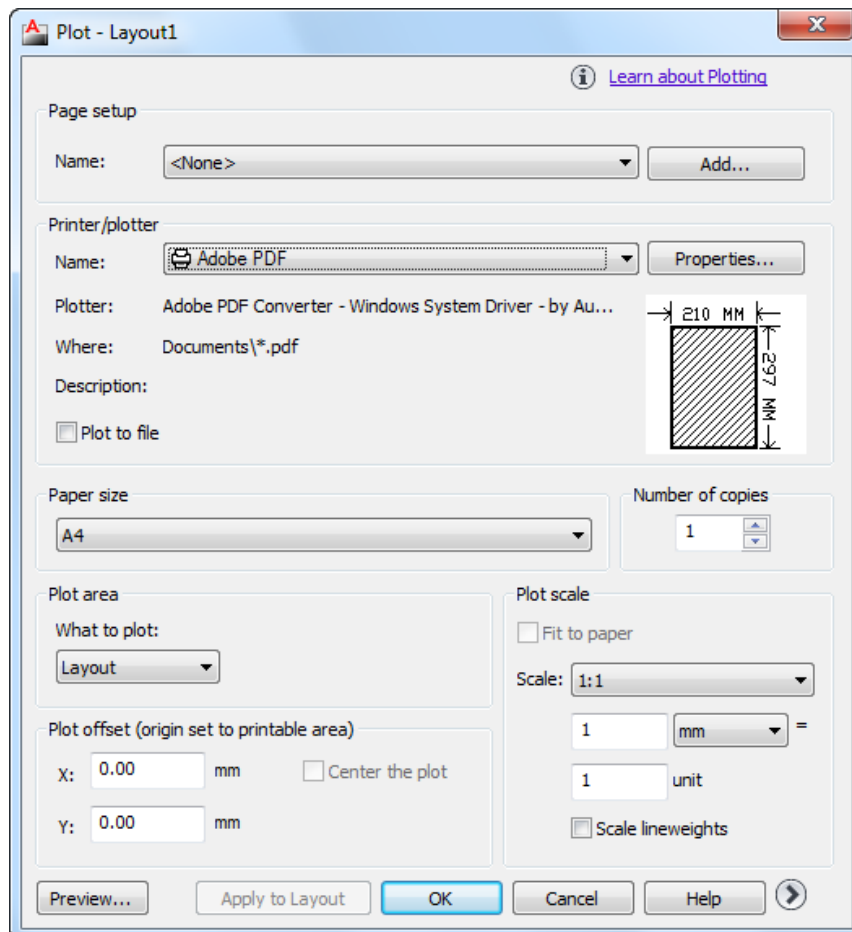 Plot - Layout1
Learn about Plotting
Page setup
Name: <None> Add...
Printer/plotter
Name: Adobe PDF Properties...
Plotter: Adobe PDF Converter - Windows System Driver - by Au...
210 MM
297 MM
Where: Documents\*.pdf
Description:
Plot to file
Paper size
A4
Number of copies
1
Plot area
What to plot:
Layout
Plot scale
Fit to paper
Scale: 1:1
1 mm =
1 unit
Scale lineweights
Plot offset (origin set to printable area)
X: 0.00 mm Center the plot
Y: 0.00 mm
Preview... Apply to Layout OK Cancel Help